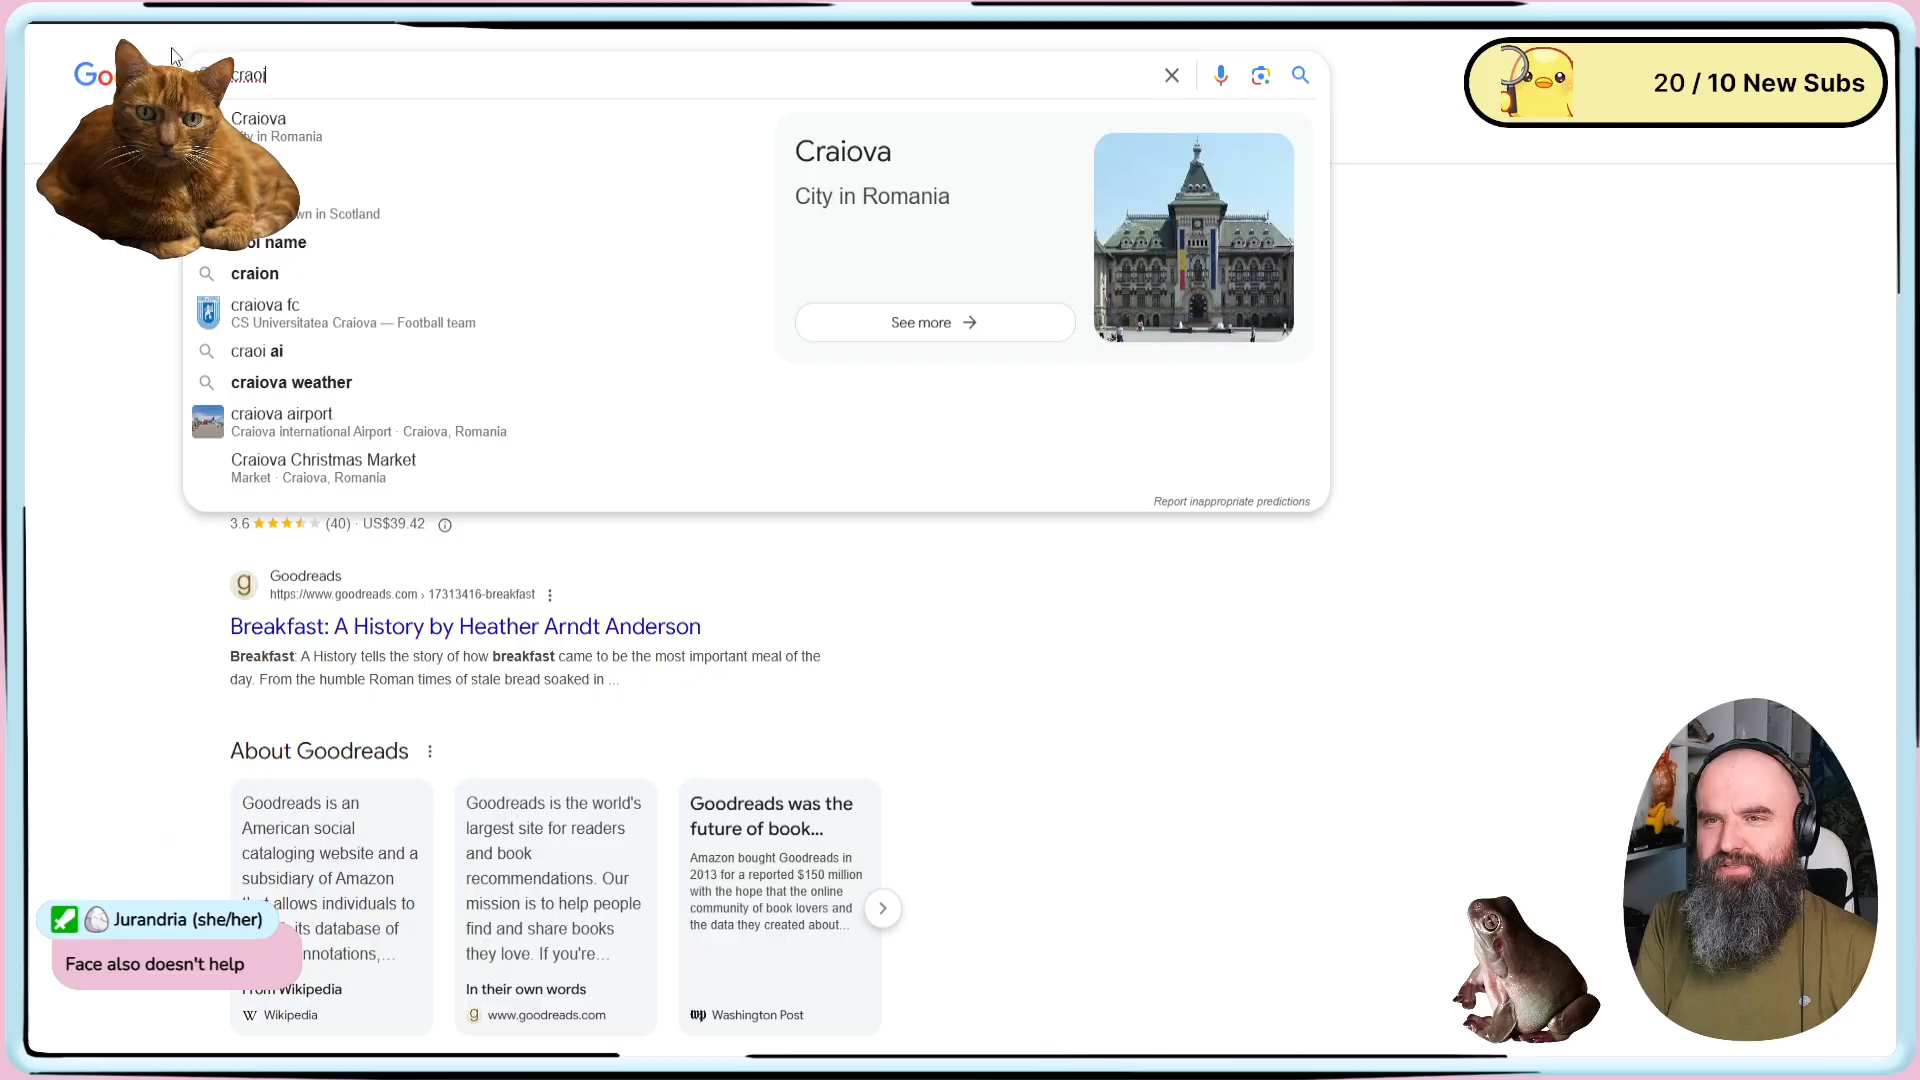 Go
craoi
20 / 10 New Subs
Craiova
in Romania
Craiova
City in Romania
in Scotland
name
craion
craiova fc
CS Universitatea Craiova — Football team
See more
craoi ai
craiova weather
craiova airport
Craiova international Airport · Craiova, Romania
Craiova Christmas Market
Market · Craiova, Romania
Report inappropriate predictions
3.6 (40) · US$39.42
g
Goodreads
https://www.goodreads.com › 17313416-breakfast
Breakfast: A History by Heather Arndt Anderson
Breakfast: A History tells the story of how breakfast came to be the most important meal of the
day. From the humble Roman times of stale bread soaked in ...
About Goodreads
Goodreads is an
American social
cataloging website and a
subsidiary of Amazon
allows individuals to
its database of
Wikipedia
W Wikipedia
Goodreads is the world's
largest site for readers
and book
recommendations. Our
mission is to help people
find and share books
they love. If you're...
In their own words
g www.goodreads.com
Goodreads was the
future of book...
Amazon bought Goodreads in
2013 for a reported $150 million
with the hope that the online
community of book lovers and
the data they created about...
wp Washington Post
Jurandria (she/her)
Face also doesn't help